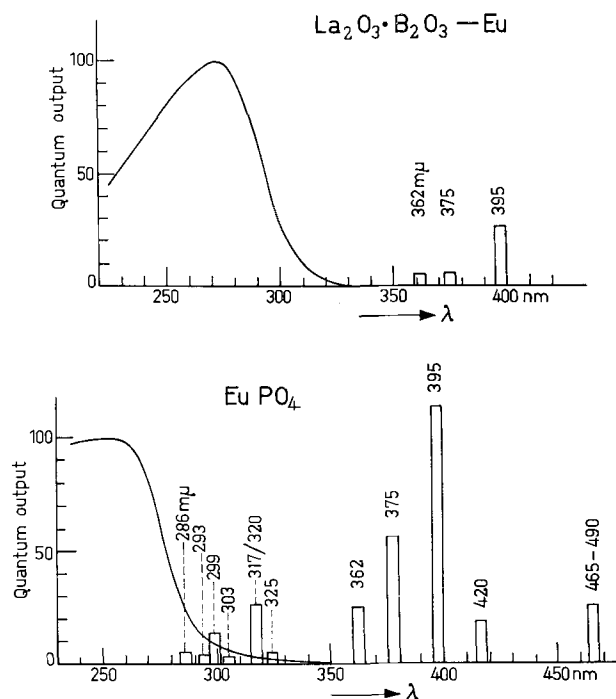 La₂O₃•B₂O₃—Eu
Quantum output
100
50
0
362mµ
375
395
250
300
350
400 nm
λ
Eu PO₄
Quantum output
100
50
0
286mµ
293
299
303
317/320
325
362
375
395
420
465-490
250
300
350
400
450nm
λ